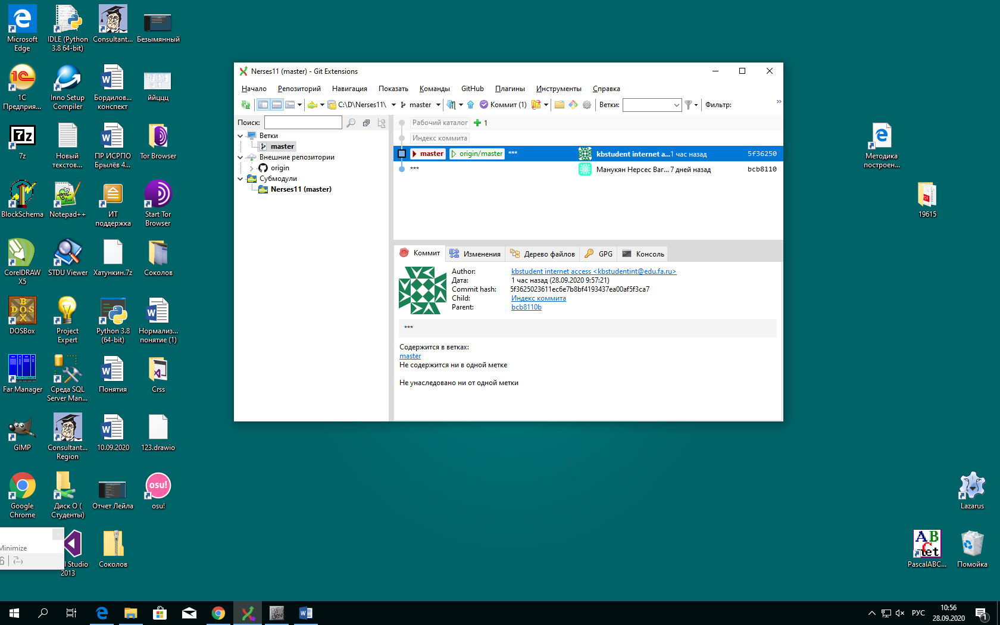 Microsoft
Edge
IDLE (Python
3.8 64-bit)
Consultant...
Безымянный
1C
Предприя...
Inno Setup
Compiler
Бордилов...
конспект
ййццц
7z
Новый
текстов...
ПР ИСРПО
Брылёв 4...
Tor Browser
BlockSchema
Notepad++
ИТ
поддержка
Start Tor
Browser
CorelDRAW
X5
STDU Viewer
Хатункин.7z
Соколов
DOSBox
Project
Expert
Python 3.8
(64-bit)
Нормализ...
понятие (1)
Far Manager
Среда SQL
Server Man...
Понятия
Crss
GIMP
Consultant...
Region
10.09.2020
123.drawio
Google
Chrome
Диск О (
Студенты)
Отчет Лейла
osu!
osu!
Minimize
l Studio
2013
Соколов
Nerses11 (master) - Git Extensions
Начало Репозиторий Навигация Показать Команды GitHub Плагины Инструменты Справка
C:\D\Nerses11\ master Коммит (1) Ветки: Фильтр:
Поиск:
Ветки
master
Внешние репозитории
origin
Субмодули
Nerses11 (master)
Рабочий каталог 1
Индекс коммита
master origin/master *** kbstudent internet a... 1 час назад 5f36250
*** Манукян Нерсес Ваг... 7 дней назад bcb8110
Коммит Изменения Дерево файлов GPG Консоль
Author: kbstudent internet access <kbstudentint@edu.fa.ru>
Дата: 1 час назад (28.09.2020 9:57:21)
Commit hash: 5f3625023611ec6e7b8bf4193437ea00af5f3ca7
Child: Индекс коммита
Parent: bcb8110b
***
Содержится в ветках:
master
Не содержится ни в одной метке
Не унаследовано ни от одной метки
Методика
построен...
19615
Lazarus
PascalABC...
Помойка
РУС
10:56
28.09.2020
1